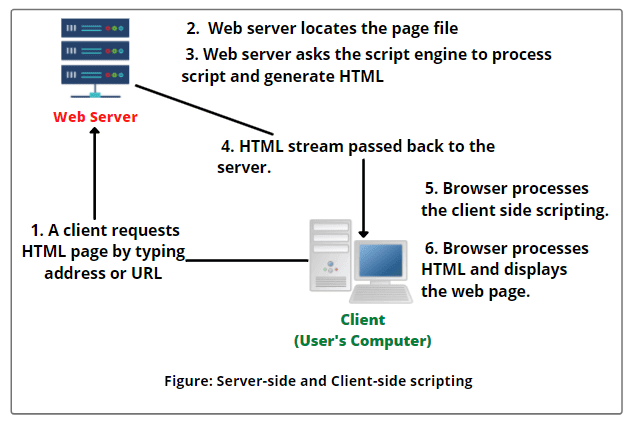 2. Web server locates the page file
3. Web server asks the script engine to process
script and generate HTML
Web Server
4. HTML stream passed back to the
server.
1. A client requests
HTML page by typing
address or URL
5. Browser processes
the client side scripting.
6. Browser processes
HTML and displays
the web page.
Client
(User's Computer)
Figure: Server-side and Client-side scripting